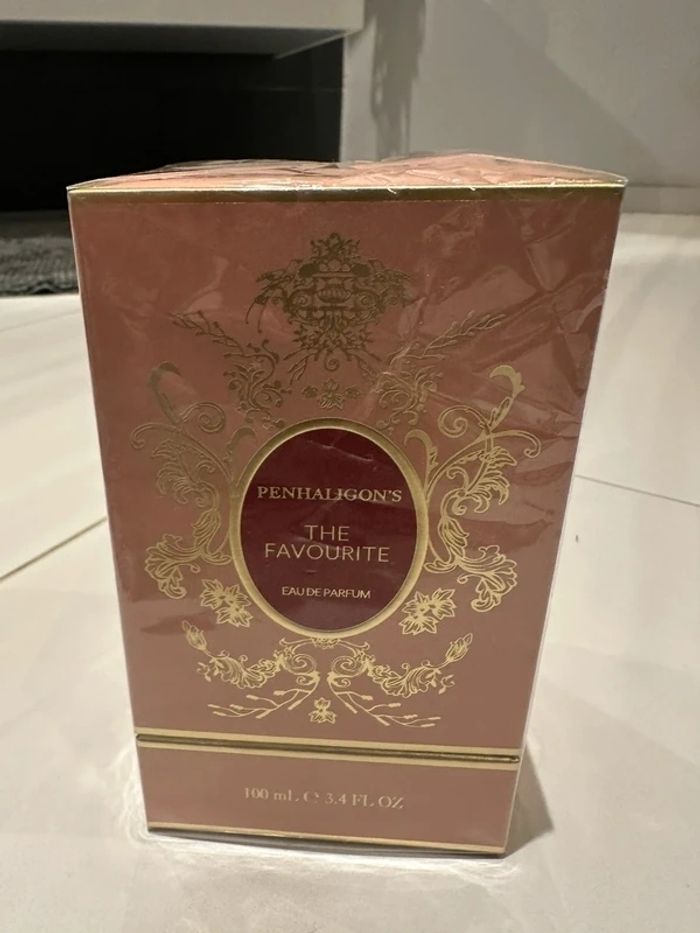 PENHALIGON'S
THE
FAVOURITE
EAU DE PARFUM
100 mL ℮ 3.4 FL OZ